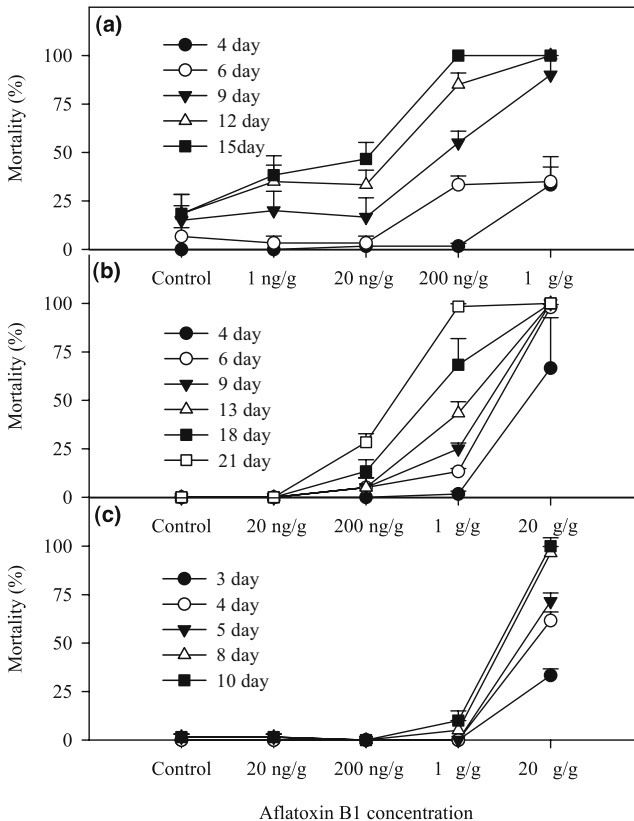 (a)
4 day
6 day
9 day
12 day
15day
Mortality (%)
100
75
50
25
0
Control 1 ng/g 20 ng/g 200 ng/g 1 g/g
(b)
4 day
6 day
9 day
13 day
18 day
21 day
Mortality (%)
100
75
50
25
0
Control 20 ng/g 200 ng/g 1 g/g 20 g/g
(c)
3 day
4 day
5 day
8 day
10 day
Mortality (%)
100
75
50
25
0
Control 20 ng/g 200 ng/g 1 g/g 20 g/g
Aflatoxin B1 concentration